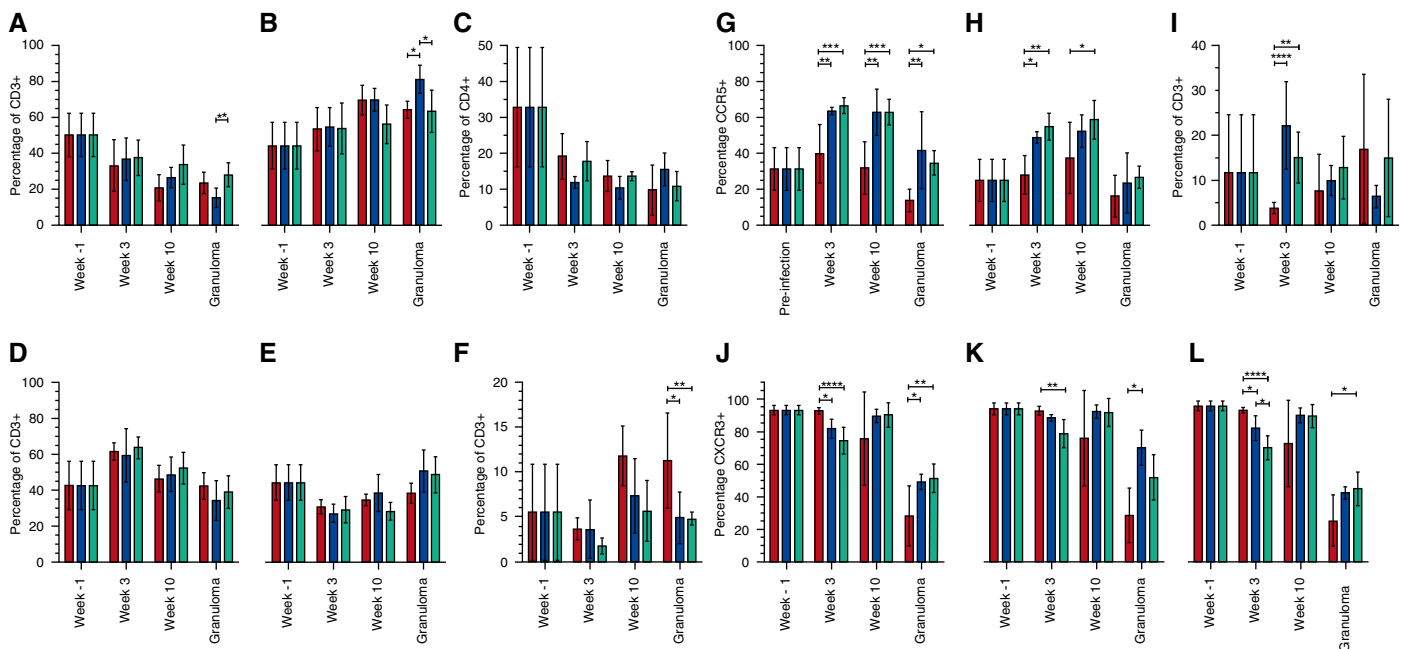 A
B
C
G
H
I
Percentage of CD3+
100
80
60
40
20
0
**
Week -1
Week 3
Week 10
Granuloma
*
*
Week -1
Week 3
Week 10
Granuloma
Percentage of CD4+
50
40
30
20
10
0
Week -1
Week 3
Week 10
Granuloma
Percentage CCR5+
100
80
60
40
20
0
***
**
***
**
*
**
Pre-infection
Week 3
Week 10
Granuloma
**
*
*
Week -1
Week 3
Week 10
Granuloma
Percentage of CD3+
40
30
20
10
0
**
****
Week -1
Week 3
Week 10
Granuloma
D
E
F
J
K
L
Percentage of CD3+
100
80
60
40
20
0
Week -1
Week 3
Week 10
Granuloma
Week -1
Week 3
Week 10
Granuloma
Percentage of CD3+
20
15
10
5
0
**
*
Week -1
Week 3
Week 10
Granuloma
Percentage CXCR3+
100
80
60
40
20
0
****
*
**
*
Week - 1
Week 3
Week 10
Granuloma
**
*
Week -1
Week 3
Week 10
Granuloma
****
*
*
*
Week -1
Week 3
Week 10
Granuloma